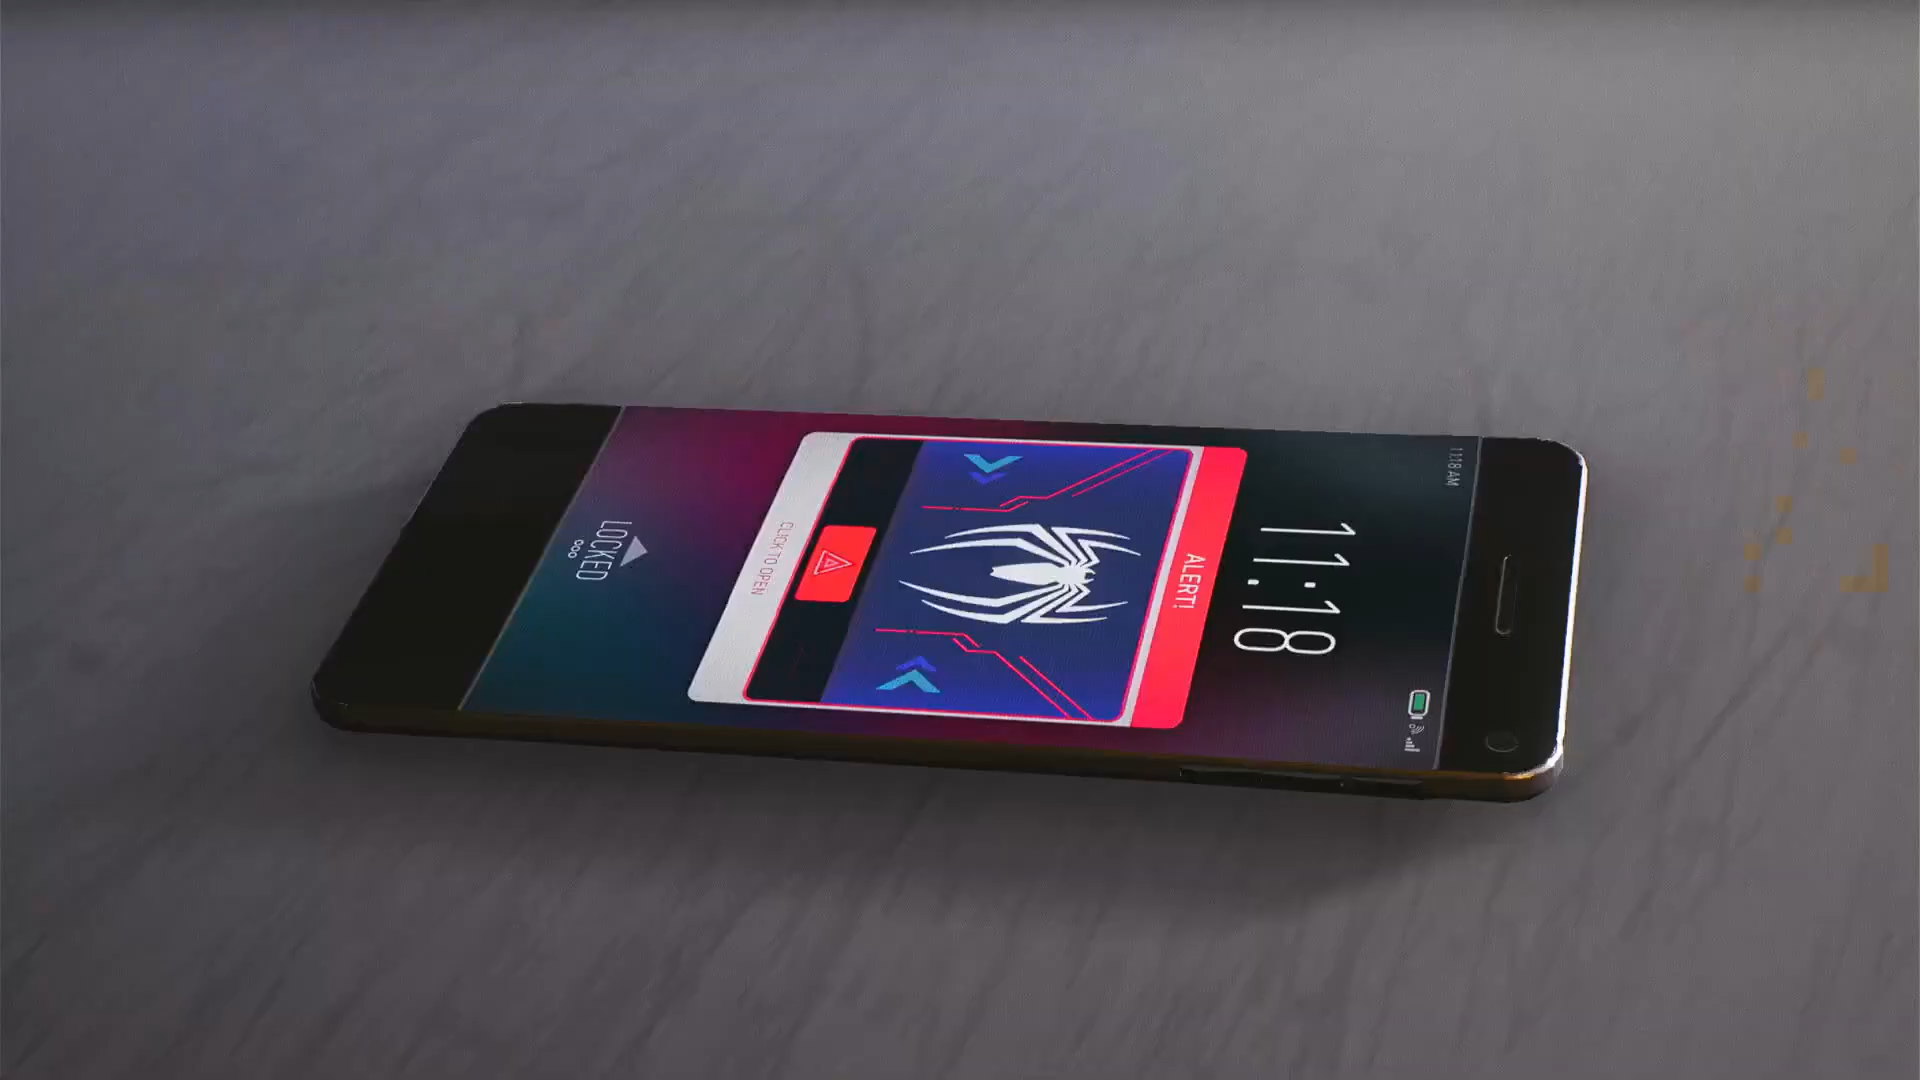 11:18 AM
11:18
ALERT!
CLICK TO OPEN
LOCKED